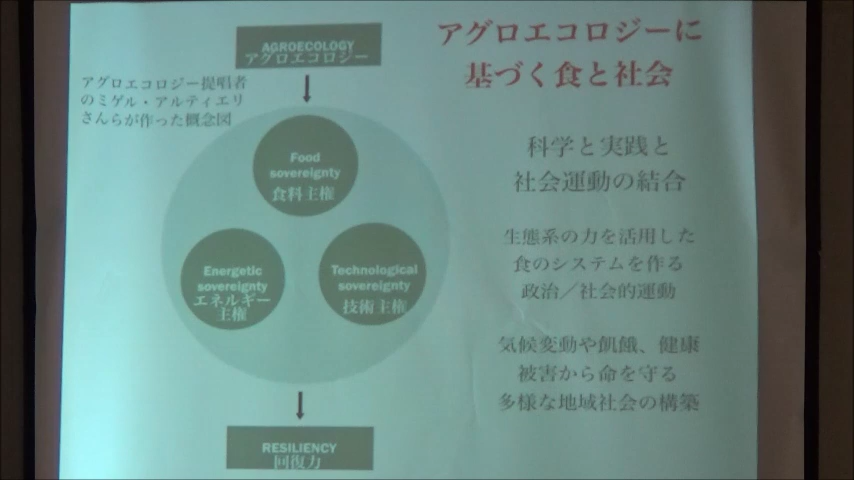 アグロエコロジーに
基づく食と社会
AGROECOLOGY
アグロエコロジー
アグロエコロジー提唱者
のミゲル・アルティエリ
さんらが作った概念図
Food
sovereignty
食料主権
Energetic
sovereignty
エネルギー
主権
Technological
sovereignty
技術主権
RESILIENCY
回復力
科学と実践と
社会運動の結合
生態系の力を活用した
食のシステムを作る
政治／社会的運動
気候変動や飢餓、健康
被害から命を守る
多様な地域社会の構築